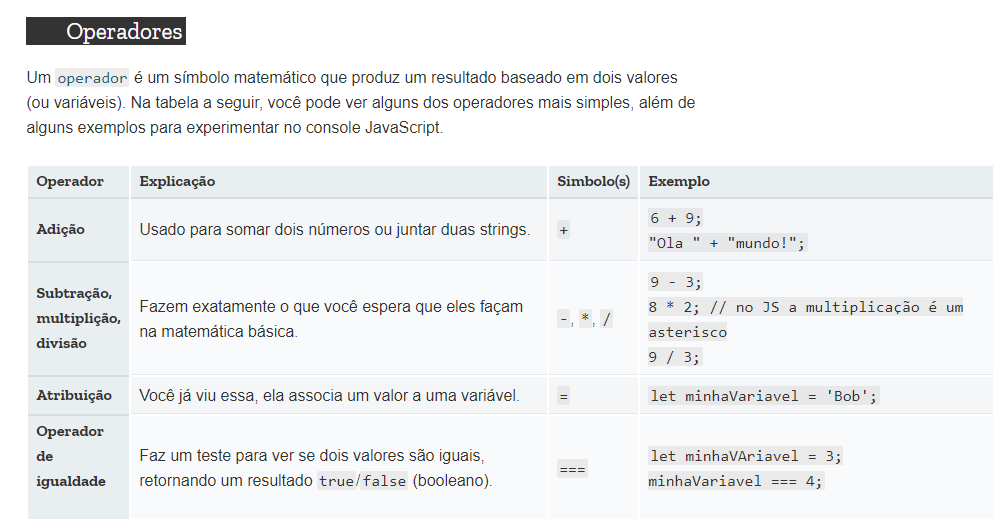 Operadores
Um operador é um símbolo matemático que produz um resultado baseado em dois valores
(ou variáveis). Na tabela a seguir, você pode ver alguns dos operadores mais simples, além de
alguns exemplos para experimentar no console JavaScript.
Operador Explicação Simbolo(s) Exemplo
Adição Usado para somar dois números ou juntar duas strings. + 6 + 9;
"Ola " + "mundo!";
Subtração,
multiplição,
divisão
Fazem exatamente o que você espera que eles façam
na matemática básica.
-, *, /
9 - 3;
8 * 2; // no JS a multiplicação é um
asterisco
9 / 3;
Atribuição Você já viu essa, ela associa um valor a uma variável. = let minhaVariavel = 'Bob';
Operador
de
igualdade
Faz um teste para ver se dois valores são iguais,
retornando um resultado true/false (booleano).
===
let minhaVAriavel = 3;
minhaVariavel === 4;